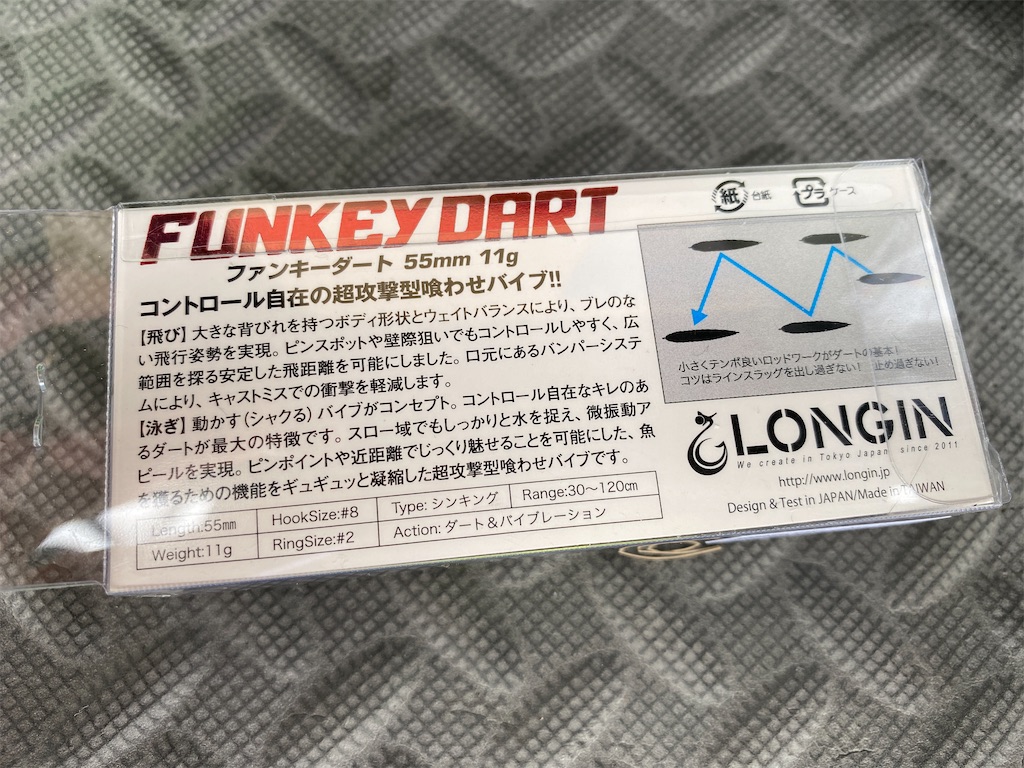 FUNKEY DART
ファンキーダート 55mm 11g
コントロール自在の超攻撃型喰わせバイブ!!
【飛び】大きな背びれを持つボディ形状とウェイトバランスにより、ブレのな
い飛行姿勢を実現。ピンスポットや壁際狙いでもコントロールしやすく、広
範囲を探る安定した飛距離を可能にしました。口元にあるバンパーシステ
ムにより、キャストミスでの衝撃を軽減します。
【泳ぎ】動かす(シャクる)バイブがコンセプト。コントロール自在なキレのあ
るダートが最大の特徴です。スロー域でもしっかりと水を捉え、微振動ア
ピールを実現。ピンポイントや近距離でじっくり魅せることを可能にした、魚
を獲るための機能をギュギュッと凝縮した超攻撃型喰わせバイブです。
Length:55mm HookSize:#8 Type: シンキング Range:30〜120cm
Weight:11g RingSize:#2 Action: ダート&バイブレーション
紙 台紙 プラ ケース
小さくテンポ良いロッドワークがダートの基本!
コツはラインスラッグを出し過ぎない! 止め過ぎない!
LONGIN
We create in Tokyo Japan since 2011
http://www.longin.jp
Design & Test in JAPAN/Made in TAIWAN